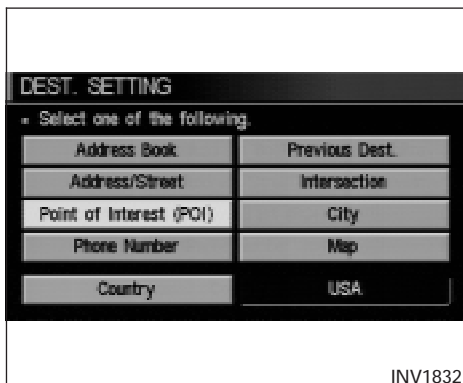 DEST. SETTING
Select one of the following.
Address Book Previous Dest.
Address/Street Intersection
Point of Interest (POI) City
Phone Number Map
Country USA
INV1832